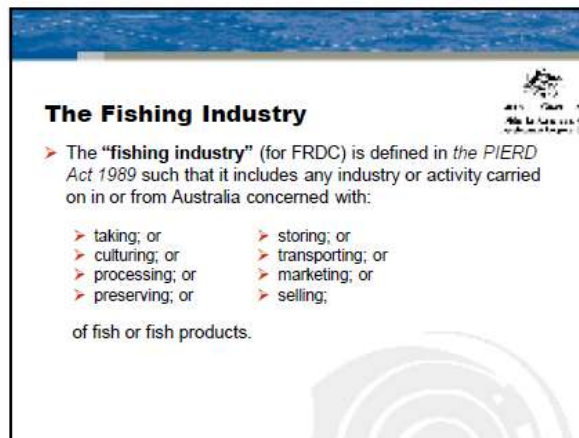 The Fishing Industry
➤ The “fishing industry” (for FRDC) is defined in the PIERD
Act 1989 such that it includes any industry or activity carried
on in or from Australia concerned with:
➤ taking; or
➤ culturing; or
➤ processing; or
➤ preserving; or
➤ storing; or
➤ transporting; or
➤ marketing; or
➤ selling;
of fish or fish products.